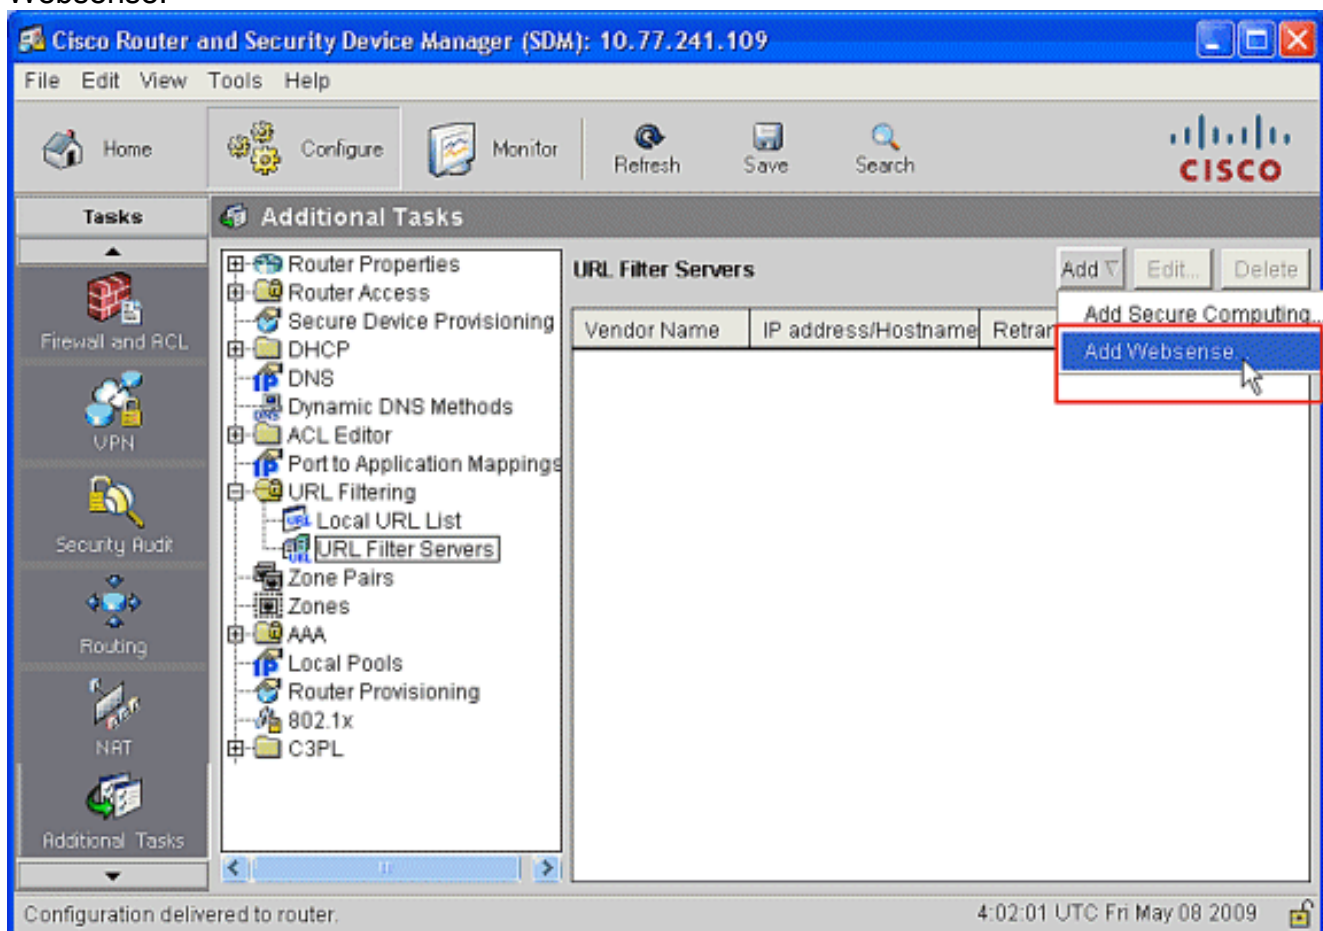 Websense.
Cisco Router and Security Device Manager (SDM): 10.77.241.109
File Edit View Tools Help
Home Configure Monitor Refresh Save Search
CISCO
Tasks
Additional Tasks
Firewall and ACL
VPN
Security Audit
Routing
NAT
Additional Tasks
Router Properties
Router Access
Secure Device Provisioning
DHCP
DNS
Dynamic DNS Methods
ACL Editor
Port to Application Mappings
URL Filtering
Local URL List
URL Filter Servers
Zone Pairs
Zones
AAA
Local Pools
Router Provisioning
802.1x
C3PL
URL Filter Servers
Add Edit... Delete
Vendor Name IP address/Hostname Retran
Add Secure Computing...
Add Websense...
Configuration delivered to router.
4:02:01 UTC Fri May 08 2009